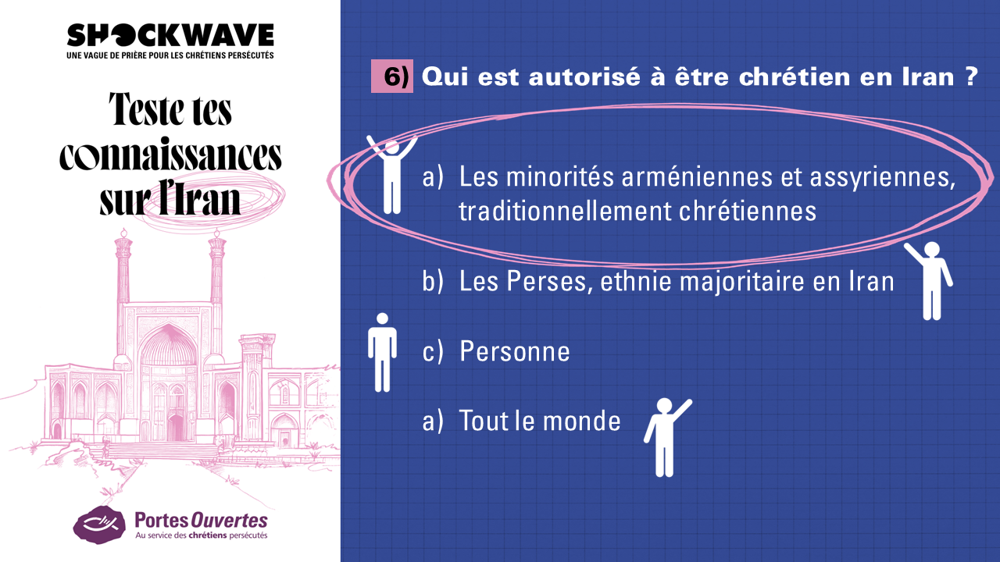 SHOCKWAVE
UNE VAGUE DE PRIÈRE POUR LES CHRÉTIENS PERSÉCUTÉS
Teste tes
connaissances
sur l'Iran
Portes Ouvertes
Au service des chrétiens persécutés
6) Qui est autorisé à être chrétien en Iran ?
a) Les minorités arméniennes et assyriennes,
traditionnellement chrétiennes
b) Les Perses, ethnie majoritaire en Iran
c) Personne
a) Tout le monde